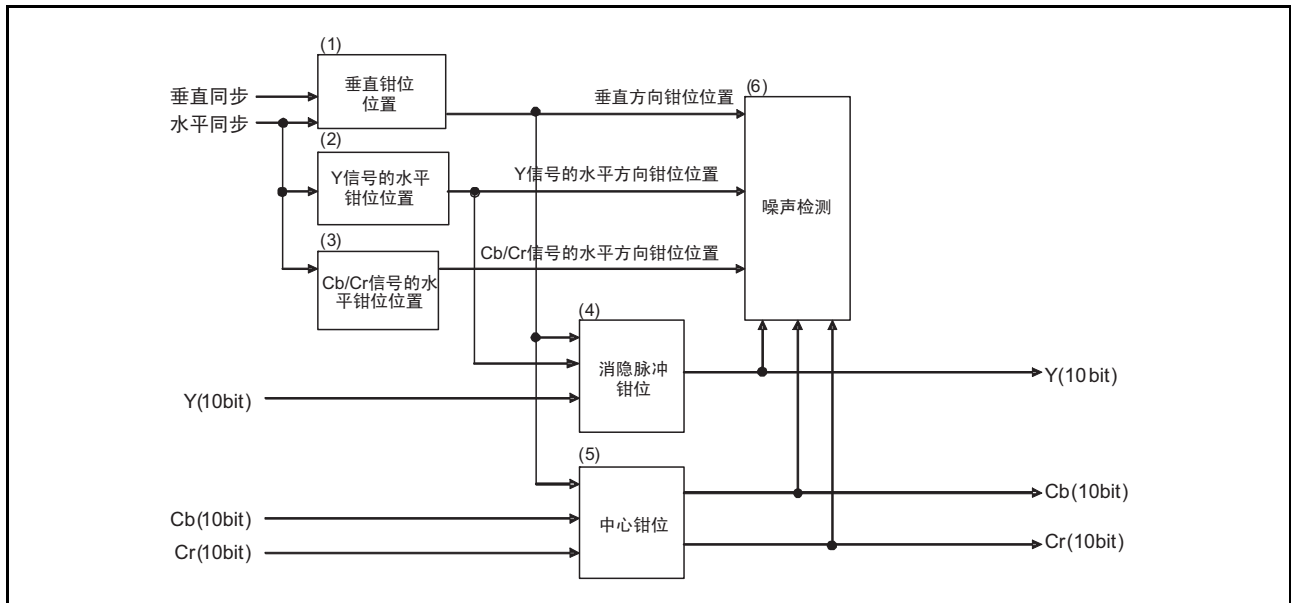 (1)
垂直钳位
位置
垂直同步
水平同步
垂直方向钳位位置
(6)
(2)
Y信号的水平
钳位位置
Y信号的水平方向钳位位置
噪声检测
(3)
Cb/Cr信号的水
平钳位位置
Cb/Cr信号的水平方向钳位位置
(4)
消隐脉冲
钳位
Y(10bit)
Y(10bit)
(5)
中心钳位
Cb(10bit)
Cr(10bit)
Cb(10bit)
Cr(10bit)